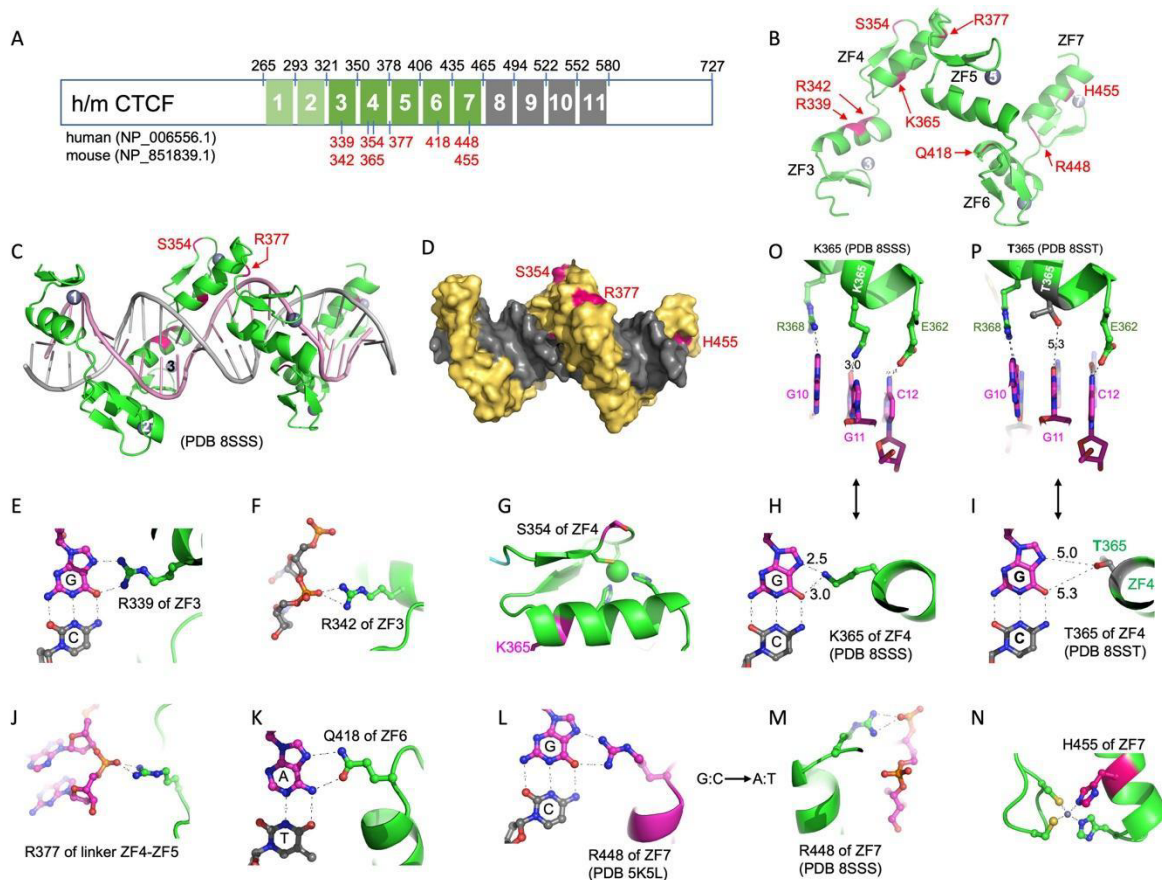 A
265 293 321 350 378 406 435 465 494 522 552 580 727
h/m CTCF 1 2 3 4 5 6 7 8 9 10 11
human (NP_006556.1) 339 354 377 418 448
mouse (NP_851839.1) 342 365 455
B
S354
R377
ZF4
ZF7
ZF5
5
7
R342
R339
H455
K365
Q418
R448
ZF3
3
ZF6
C
S354
R377
1
3
(PDB 8SSS)
D
S354
R377
H455
O
K365 (PDB 8SSS)
K365
R368
E362
3.0
G10
C12
G11
P
T365 (PDB 8SST)
T365
R368
E362
5.3
G10
C12
G11
E
G
C
R339 of ZF3
F
R342 of ZF3
G
S354 of ZF4
K365
H
G
2.5
3.0
C
K365 of ZF4
(PDB 8SSS)
I
G
5.0
T365
5.3
ZF4
C
T365 of ZF4
(PDB 8SST)
J
R377 of linker ZF4-ZF5
K
Q418 of ZF6
A
T
L
G
C
R448 of ZF7
(PDB 5K5L)
G:C→A:T
M
R448 of ZF7
(PDB 8SSS)
N
H455 of ZF7